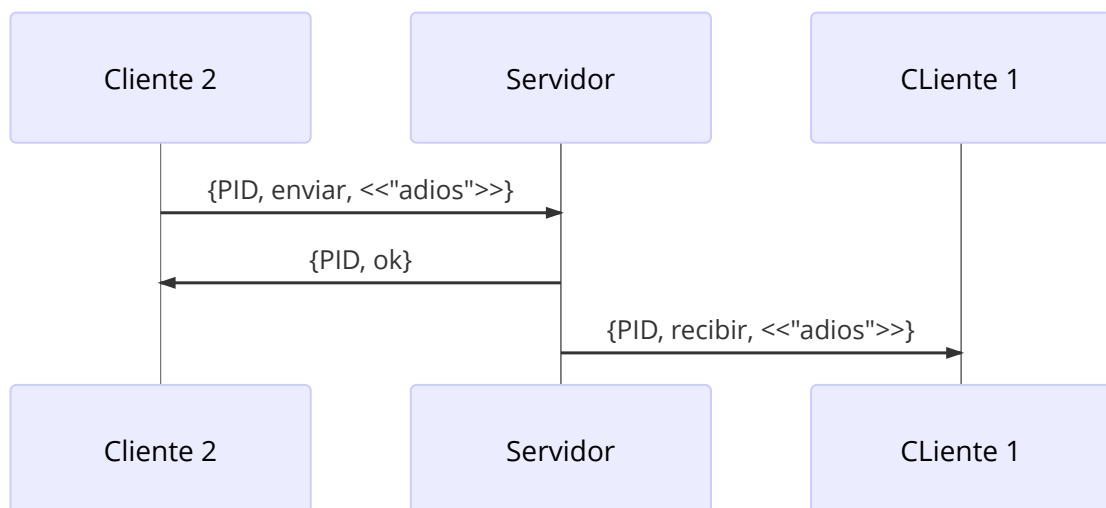 Cliente 2
Servidor
CLiente 1
{PID, enviar, <<"adios">>}
{PID, ok}
{PID, recibir, <<"adios">>}
Cliente 2
Servidor
CLiente 1